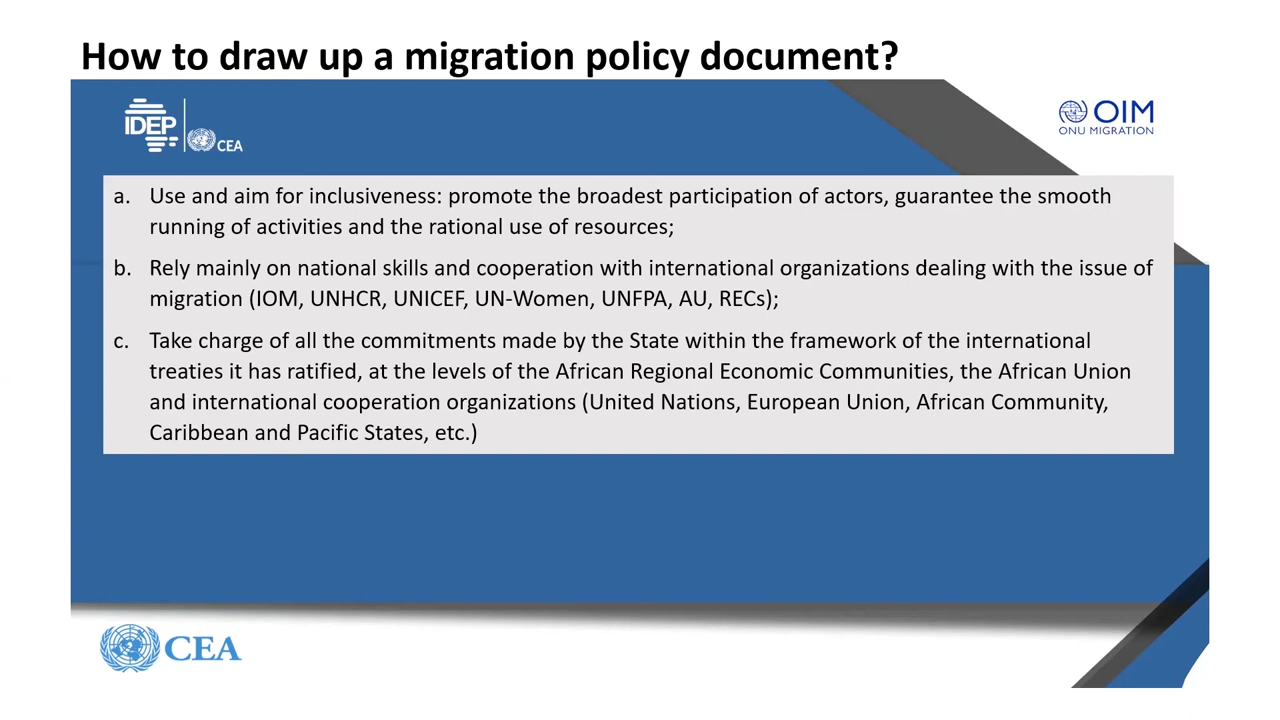 How to draw up a migration policy document?
IDEP
CEA
OIM
ONU MIGRATION
a. Use and aim for inclusiveness: promote the broadest participation of actors, guarantee the smooth
running of activities and the rational use of resources;
b. Rely mainly on national skills and cooperation with international organizations dealing with the issue of
migration (IOM, UNHCR, UNICEF, UN-Women, UNFPA, AU, RECs);
c. Take charge of all the commitments made by the State within the framework of the international
treaties it has ratified, at the levels of the African Regional Economic Communities, the African Union
and international cooperation organizations (United Nations, European Union, African Community,
Caribbean and Pacific States, etc.)
CEA